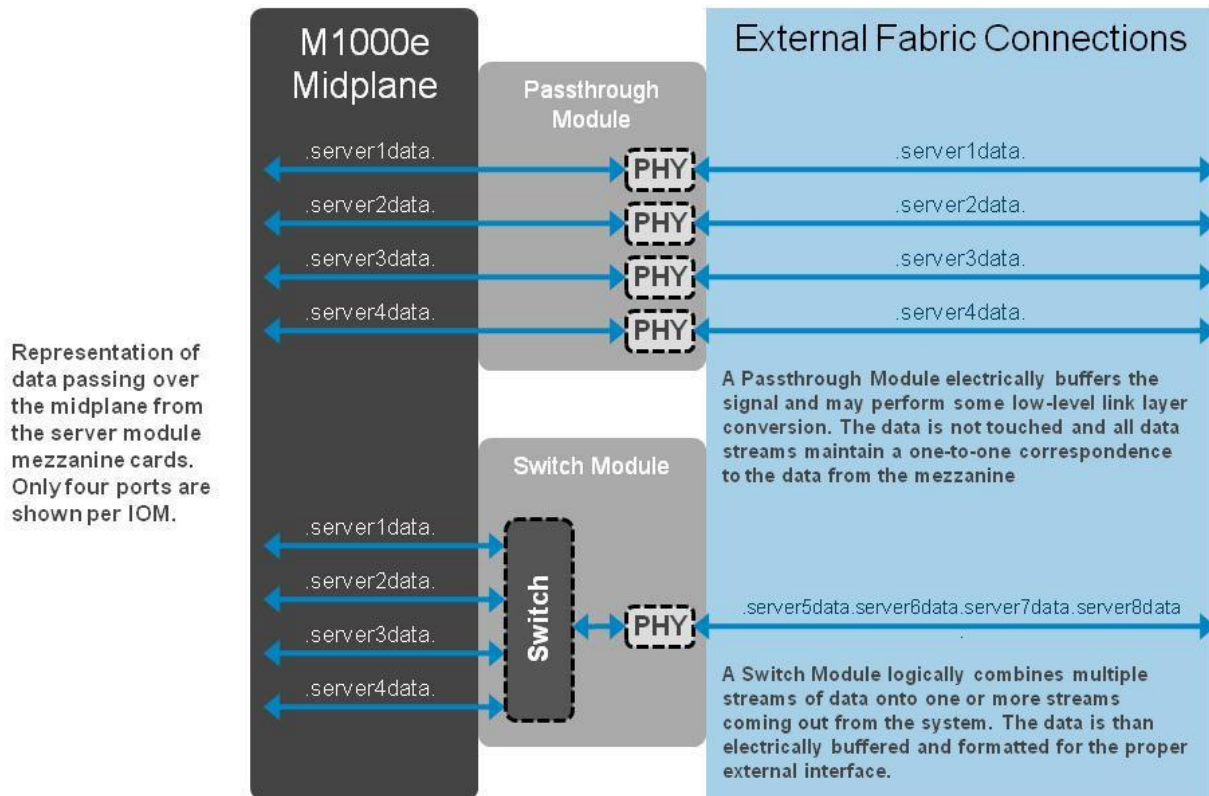 M1000e
Midplane
External Fabric Connections
Passthrough
Module
.server1data.
PHY
.server1data.
.server2data.
PHY
.server2data.
.server3data.
PHY
.server3data.
.server4data.
PHY
.server4data.
Representation of
data passing over
the midplane from
the server module
mezzanine cards.
Only four ports are
shown per IOM.
A Passthrough Module electrically buffers the
signal and may perform some low-level link layer
conversion. The data is not touched and all data
streams maintain a one-to-one correspondence
to the data from the mezzanine
Switch Module
.server1data.
.server2data.
.server3data.
.server4data.
Switch
PHY
.server5data.server6data.server7data.server8data
.
A Switch Module logically combines multiple
streams of data onto one or more streams
coming out from the system. The data is than
electrically buffered and formatted for the proper
external interface.